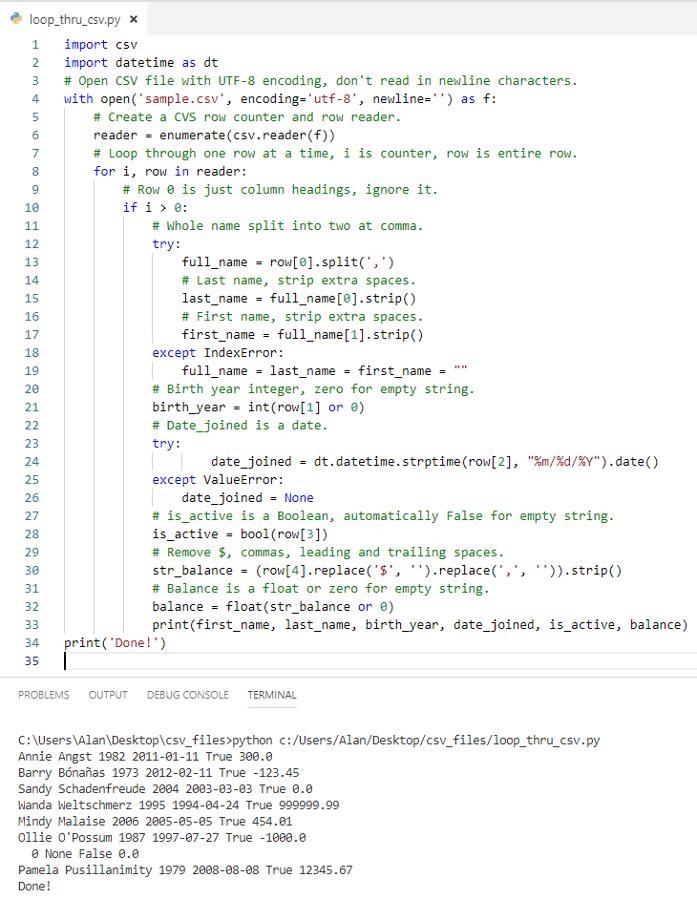 loop_thru_csv.py ×
1 import csv
2 import datetime as dt
3 # Open CSV file with UTF-8 encoding, don't read in newline characters.
4 with open('sample.csv', encoding='utf-8', newline='') as f:
5     # Create a CVS row counter and row reader.
6     reader = enumerate(csv.reader(f))
7     # Loop through one row at a time, i is counter, row is entire row.
8     for i, row in reader:
9         # Row 0 is just column headings, ignore it.
10         if i > 0:
11             # Whole name split into two at comma.
12             try:
13                 full_name = row[0].split(',')
14                 # Last name, strip extra spaces.
15                 last_name = full_name[0].strip()
16                 # First name, strip extra spaces.
17                 first_name = full_name[1].strip()
18             except IndexError:
19                 full_name = last_name = first_name = ""
20             # Birth year integer, zero for empty string.
21             birth_year = int(row[1] or 0)
22             # Date_joined is a date.
23             try:
24                     date_joined = dt.datetime.strptime(row[2], "%m/%d/%Y").date()
25             except ValueError:
26                 date_joined = None
27             # is_active is a Boolean, automatically False for empty string.
28             is_active = bool(row[3])
29             # Remove $, commas, leading and trailing spaces.
30             str_balance = (row[4].replace('$', '').replace(',', '')).strip()
31             # Balance is a float or zero for empty string.
32             balance = float(str_balance or 0)
33             print(first_name, last_name, birth_year, date_joined, is_active, balance)
34 print('Done!')
35
PROBLEMS OUTPUT DEBUG CONSOLE TERMINAL
C:\Users\Alan\Desktop\csv_files>python c:/Users/Alan/Desktop/csv_files/loop_thru_csv.py
Annie Angst 1982 2011-01-11 True 300.0
Barry Bónañas 1973 2012-02-11 True -123.45
Sandy Schadenfreude 2004 2003-03-03 True 0.0
Wanda Weltschmerz 1995 1994-04-24 True 999999.99
Mindy Malaise 2006 2005-05-05 True 454.01
Ollie O'Possum 1987 1997-07-27 True -1000.0
  0 None False 0.0
Pamela Pusillanimity 1979 2008-08-08 True 12345.67
Done!